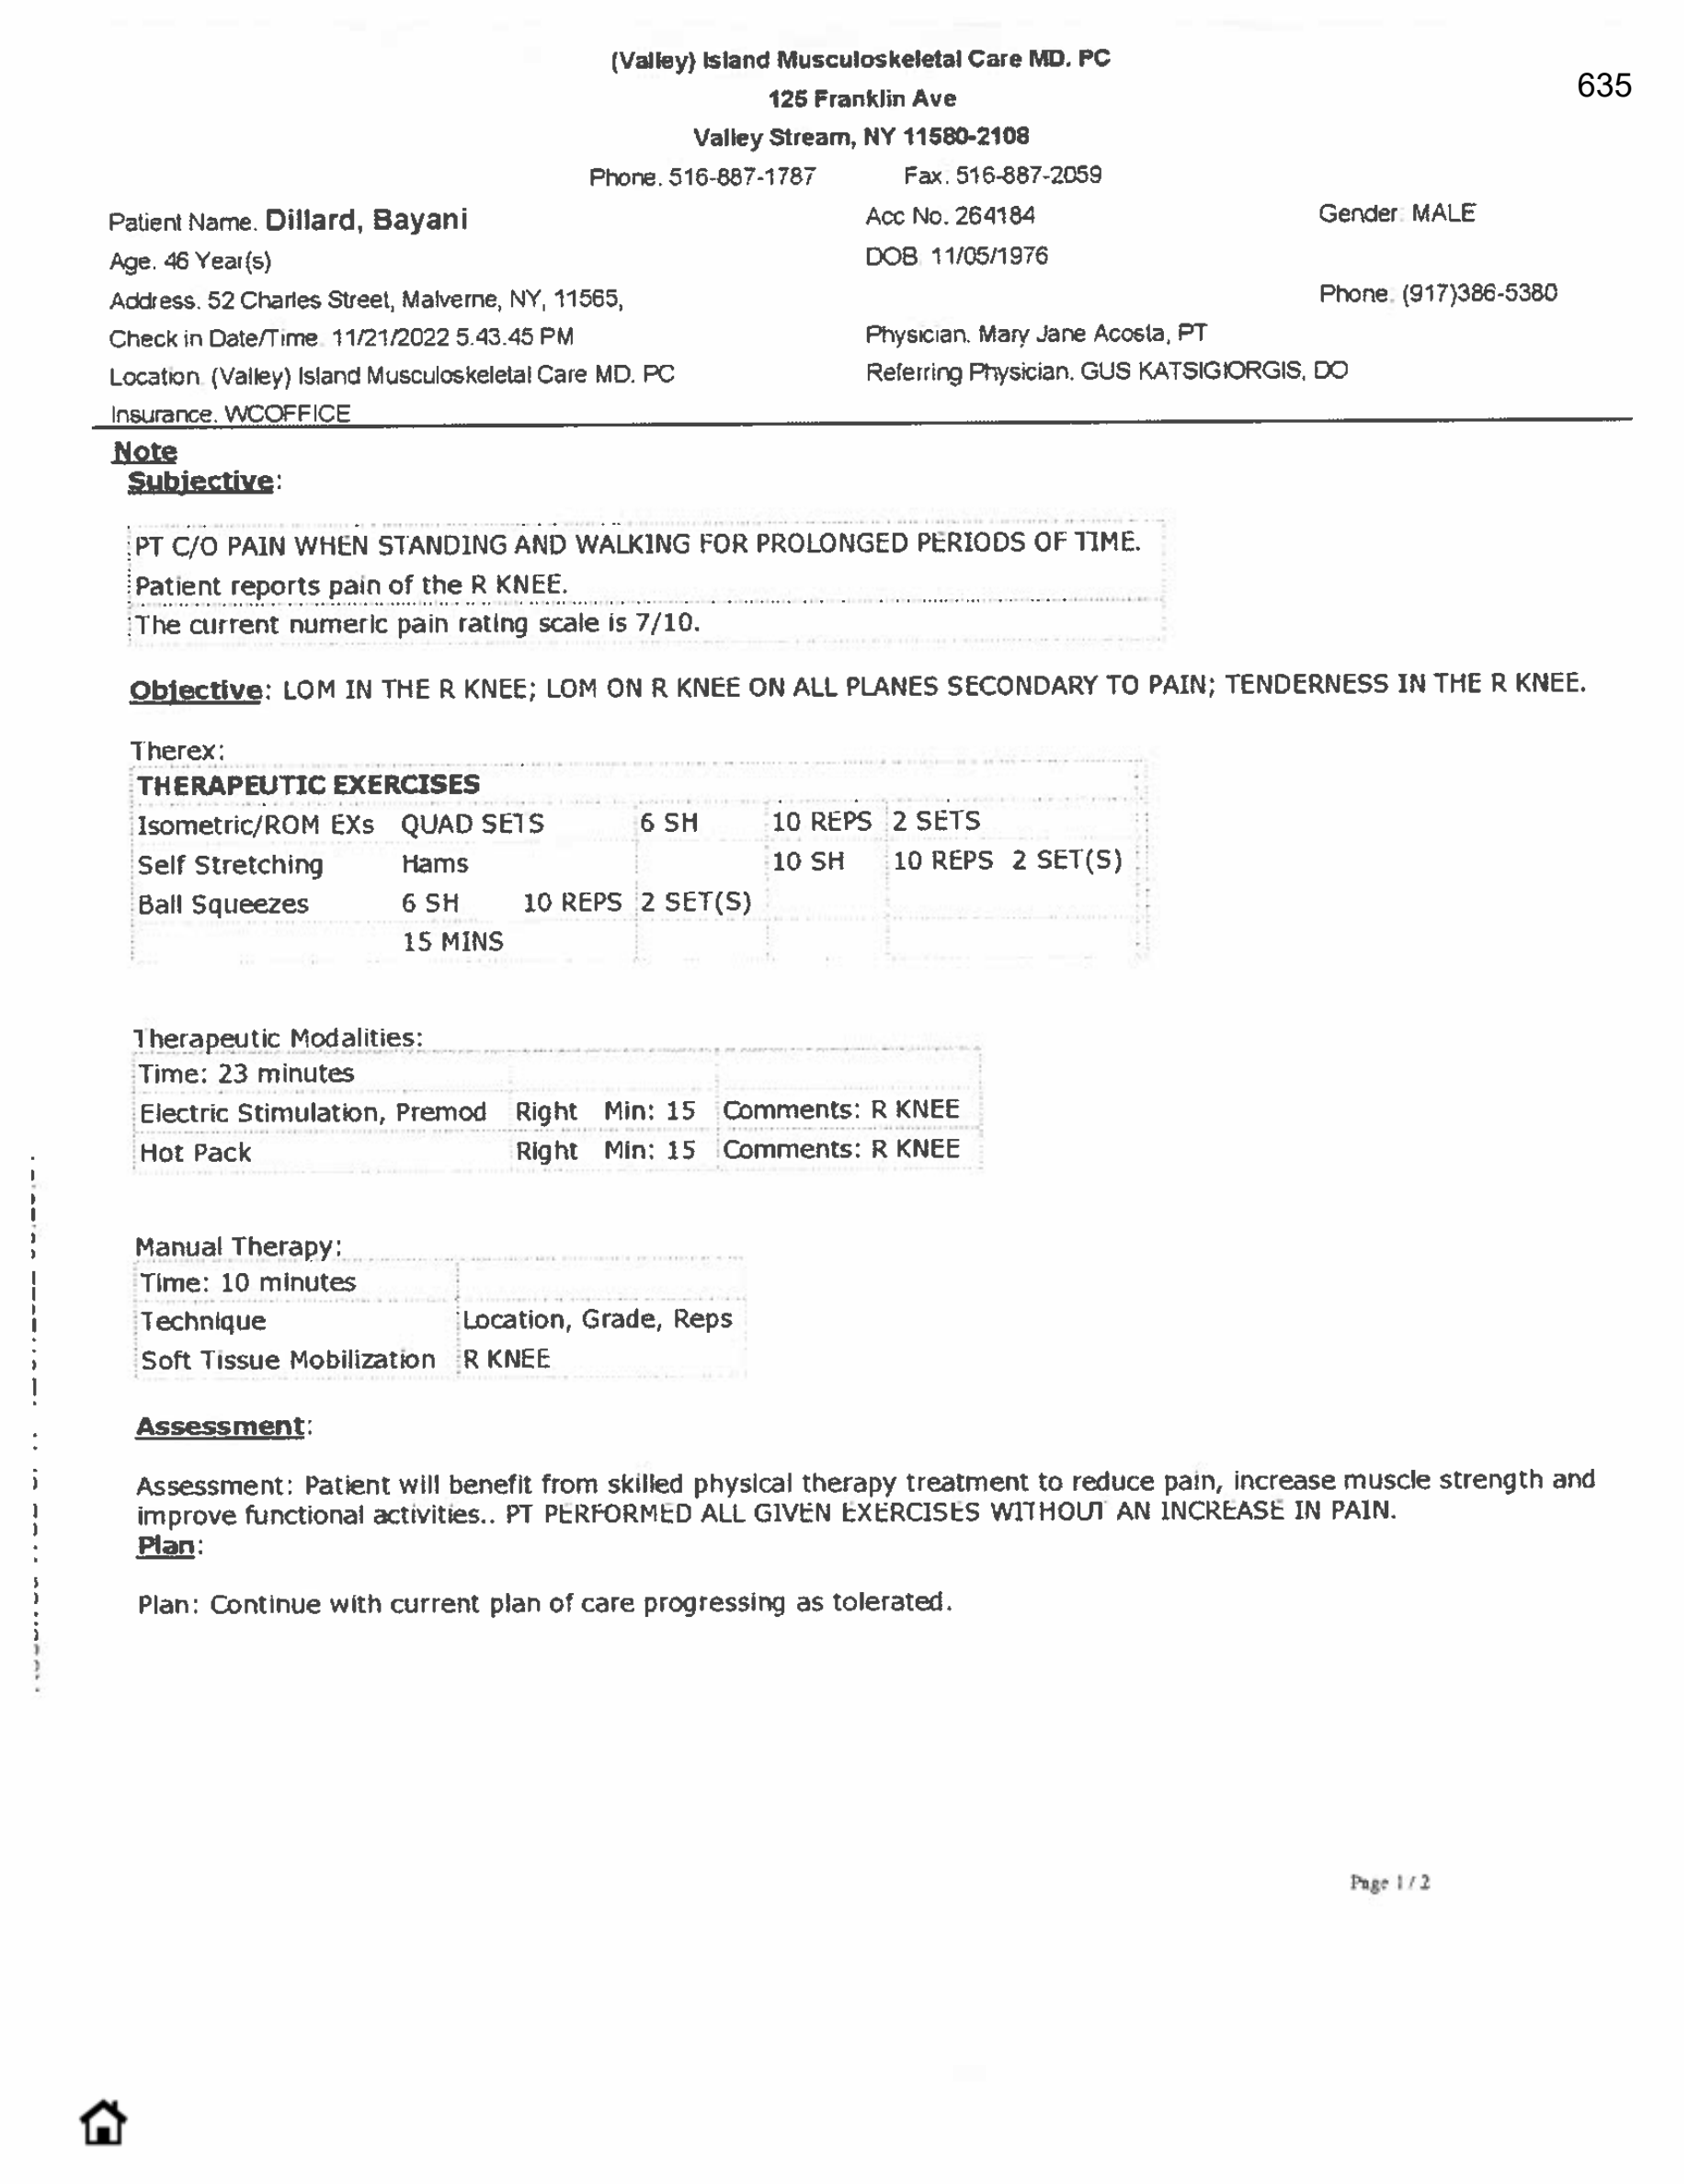 (Valley) Island Musculoskeletal Care MD. PC
635
125 Franklin Ave
Valley Stream, NY 11580-2108
Phone. 516-887-1787 Fax. 516-887-2059
Patient Name. Dillard, Bayani Acc No. 264184 Gender: MALE
Age. 46 Year(s) DOB. 11/05/1976
Address. 52 Charles Street, Malverne, NY, 11565, Phone: (917)386-5380
Check in Date/Time. 11/21/2022 5.43.45 PM Physician. Mary Jane Acosta, PT
Location. (Valley) Island Musculoskeletal Care MD. PC Referring Physician. GUS KATSIGIORGIS, DO
Insurance. WCOFFICE
Note
Subjective:
PT C/O PAIN WHEN STANDING AND WALKING FOR PROLONGED PERIODS OF TIME.
Patient reports pain of the R KNEE.
The current numeric pain rating scale is 7/10.
Objective: LOM IN THE R KNEE; LOM ON R KNEE ON ALL PLANES SECONDARY TO PAIN; TENDERNESS IN THE R KNEE.
Therex:
THERAPEUTIC EXERCISES
Isometric/ROM EXs QUAD SETS 6 SH 10 REPS 2 SETS
Self Stretching Hams 10 SH 10 REPS 2 SET(S)
Ball Squeezes 6 SH 10 REPS 2 SET(S)
15 MINS
Therapeutic Modalities:
Time: 23 minutes
Electric Stimulation, Premod Right Min: 15 Comments: R KNEE
Hot Pack Right Min: 15 Comments: R KNEE
Manual Therapy:
Time: 10 minutes
Technique Location, Grade, Reps
Soft Tissue Mobilization R KNEE
Assessment:
Assessment: Patient will benefit from skilled physical therapy treatment to reduce pain, increase muscle strength and
improve functional activities.. PT PERFORMED ALL GIVEN EXERCISES WITHOUT AN INCREASE IN PAIN.
Plan:
Plan: Continue with current plan of care progressing as tolerated.
Page 1 / 2